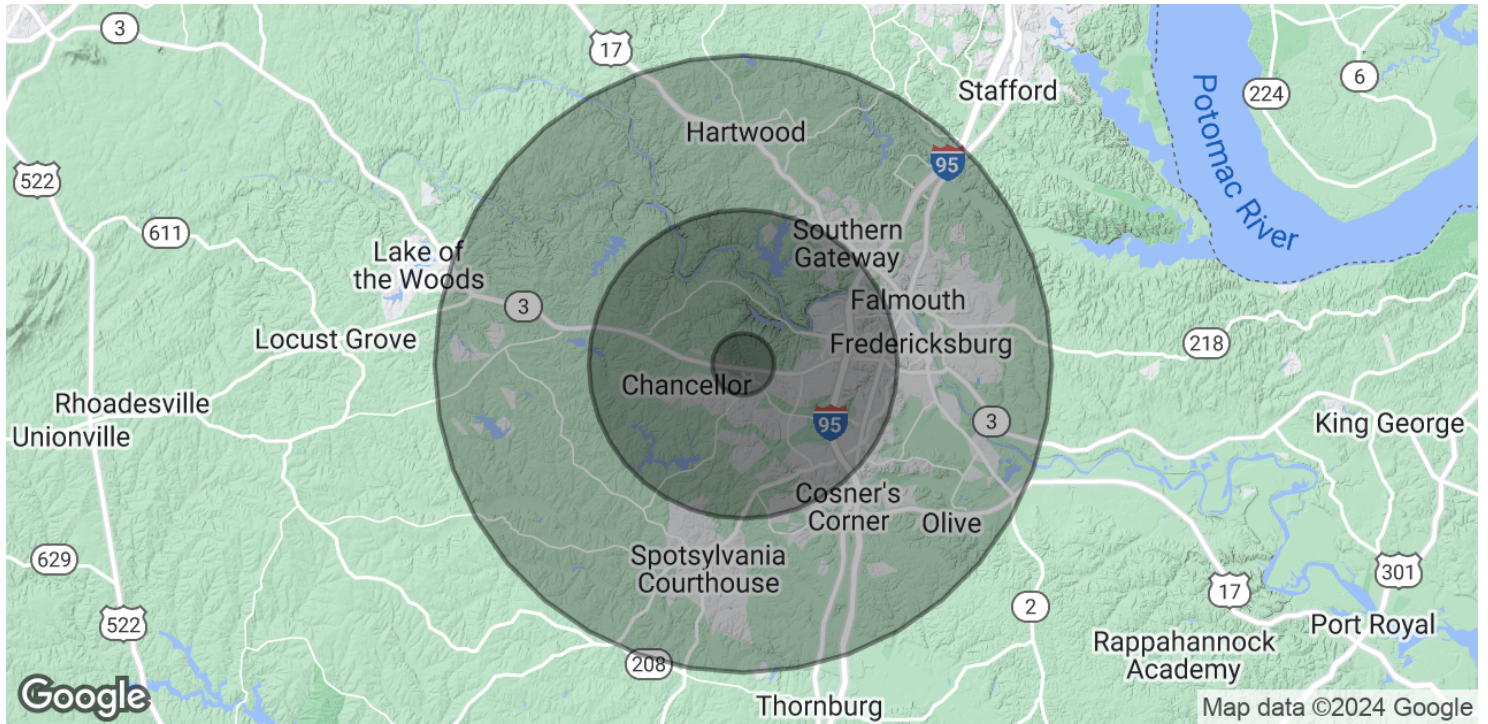 3
17
Stafford
6
224
Hartwood
95
Potomac River
522
611
Southern
Gateway
Lake of
the Woods
3
Falmouth
Locust Grove
Fredericksburg
218
Chancellor
Rhoadesville
95
3
King George
Unionville
Cosner's
Corner
Olive
629
Spotsylvania
Courthouse
301
17
522
2
Port Royal
Rappahannock
Academy
208
Google
Thornburg
Map data ©2024 Google